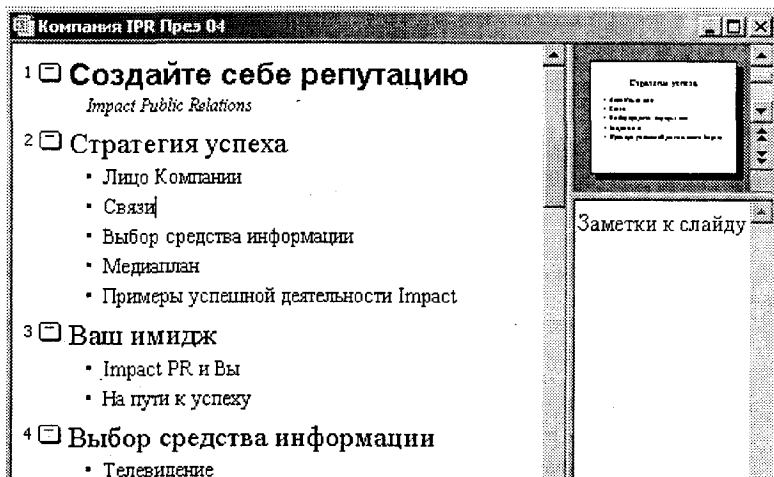 Компания IPR През 04
1 Создайте себе репутацию
Impact Public Relations
2 Стратегия успеха
▪ Лицо Компании
▪ Связи
▪ Выбор средства информации
▪ Медиаплан
▪ Примеры успешной деятельности Impact
3 Ваш имидж
▪ Impact PR и Вы
▪ На пути к успеху
4 Выбор средства информации
▪ Телевидение
Стратегия успеха
Заметки к слайду